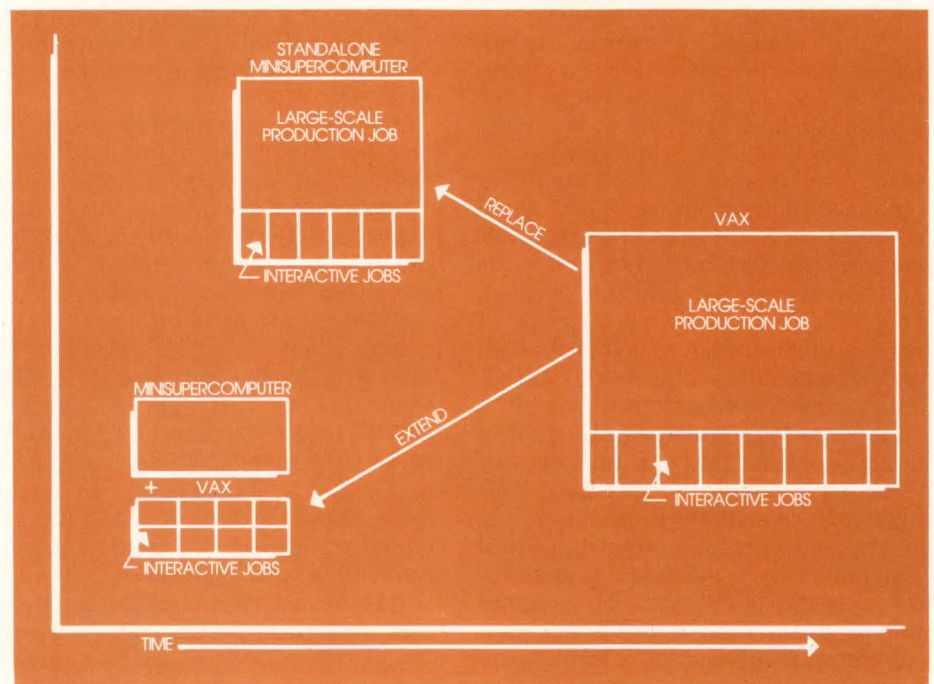 STANDALONE
MINISUPERCOMPUTER
LARGE-SCALE
PRODUCTION JOB
INTERACTIVE JOBS
REPLACE
VAX
LARGE-SCALE
PRODUCTION JOB
INTERACTIVE JOBS
EXTEND
MINISUPERCOMPUTER
+ VAX
INTERACTIVE JOBS
TIME